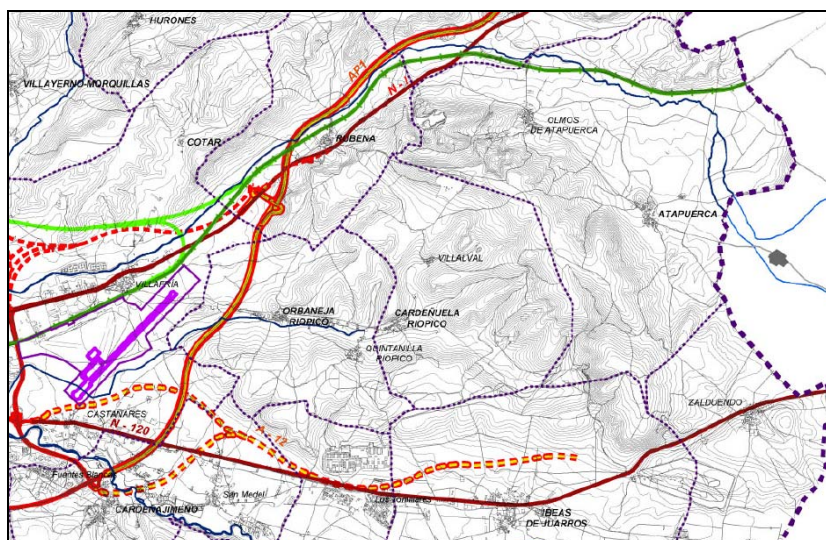 HURONES
VILLAYERNO-MORQUILLAS
AP1
N - I
COTAR
RUBENA
OLMOS
DE ATAPUERCA
ATAPUERCA
VILLALVAL
VILLAFRÍA
ORBANEJA
RIOPICO
CARDEÑUELA
RIOPICO
QUINTANILLA
RIOPICO
ZALDUENDO
CASTAÑARES
N - 120
A - 12
Fuentes Blancas
San Medel
CARDEÑAJIMENO
Los Tomillares
IBEAS
DE JUARROS